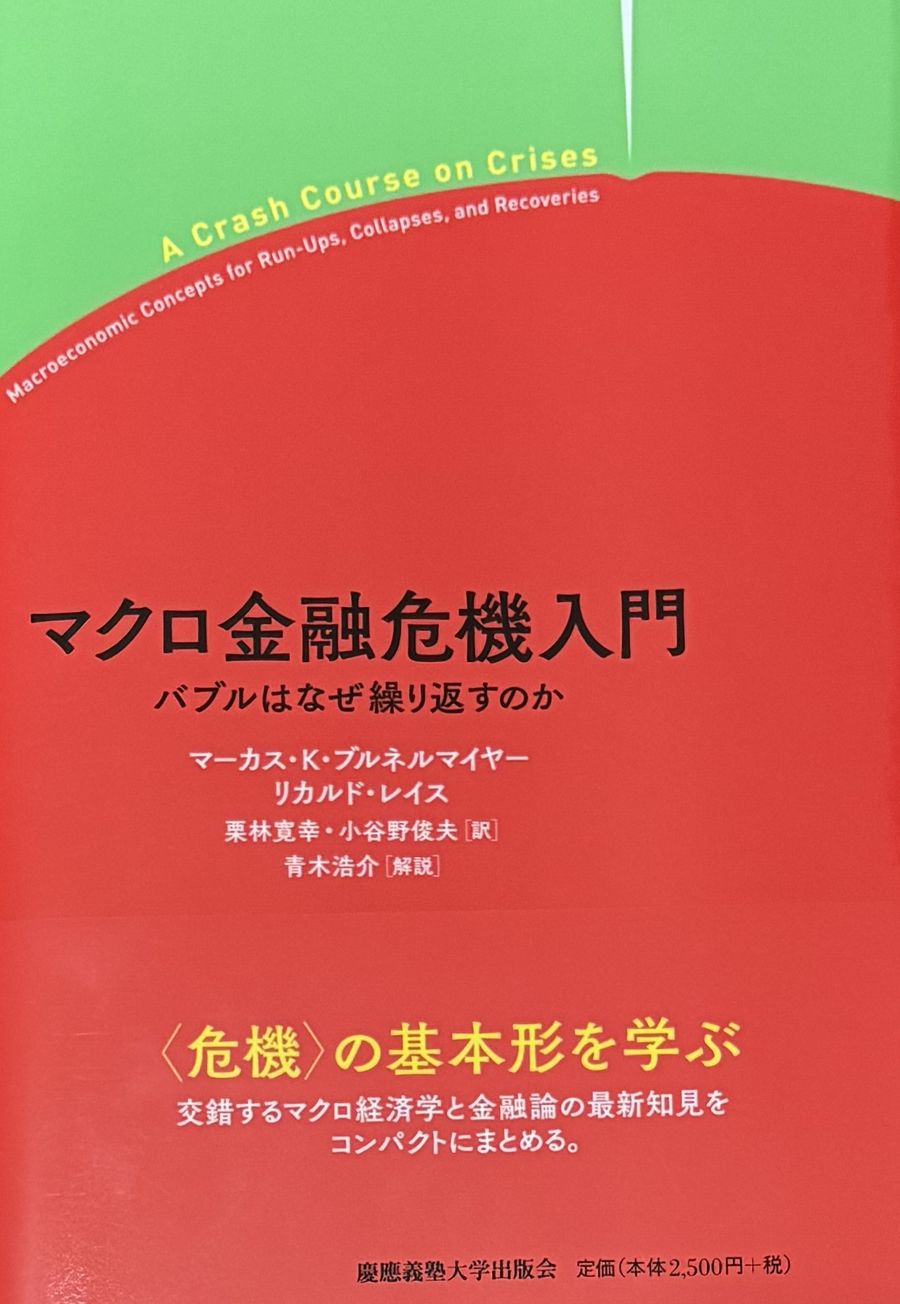 A Crash Course on Crises
Macroeconomic Concepts for Run-Ups, Collapses, and Recoveries
マクロ金融危機入門
バブルはなぜ繰り返すのか
マーカス・K・ブルネルマイヤー
リカルド・レイス
栗林寛幸・小谷野俊夫[訳]
青木浩介[解説]
〈危機〉の基本形を学ぶ
交錯するマクロ経済学と金融論の最新知見を
コンパクトにまとめる。
慶應義塾大学出版会 定価(本体2,500円+税)